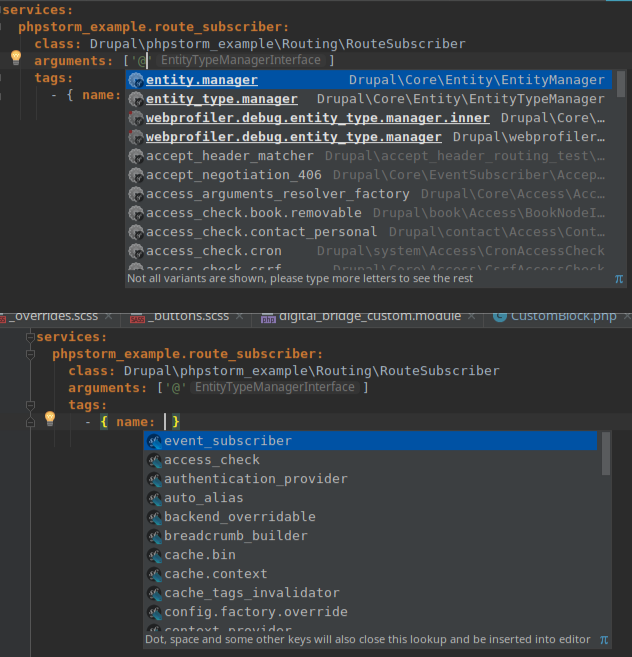 services:
phpstorm_example.route_subscriber:
class: Drupal\phpstorm_example\Routing\RouteSubscriber
arguments: ['@' EntityTypeManagerInterface ]
tags:
- { name:
entity.manager Drupal\Core\Entity\EntityManager
entity_type.manager Drupal\Core\Entity\EntityTypeManager
webprofiler.debug.entity_type.manager.inner Drupal\Core\…
webprofiler.debug.entity_type.manager Drupal\webprofiler…
accept_header_matcher Drupal\accept_header_routing_test\…
accept_negotiation_406 Drupal\Core\EventSubscriber\Accep…
access_arguments_resolver_factory Drupal\Core\Access\Acc…
access_check.book.removable Drupal\book\Access\BookNodeI…
access_check.contact_personal Drupal\contact\Access\Cont…
access_check.cron Drupal\system\Access\CronAccessCheck
access_check.csrf Drupal\Core\Access\CsrfAccessCheck
Not all variants are shown, please type more letters to see the rest π
_overrides.scss × _buttons.scss × digital_bridge_custom.module × CustomBlock.php ×
services:
phpstorm_example.route_subscriber:
class: Drupal\phpstorm_example\Routing\RouteSubscriber
arguments: ['@' EntityTypeManagerInterface ]
tags:
- { name: }
event_subscriber
access_check
authentication_provider
auto_alias
backend_overridable
breadcrumb_builder
cache.bin
cache.context
cache_tags_invalidator
config.factory.override
context_provider
Dot, space and some other keys will also close this lookup and be inserted into editor π